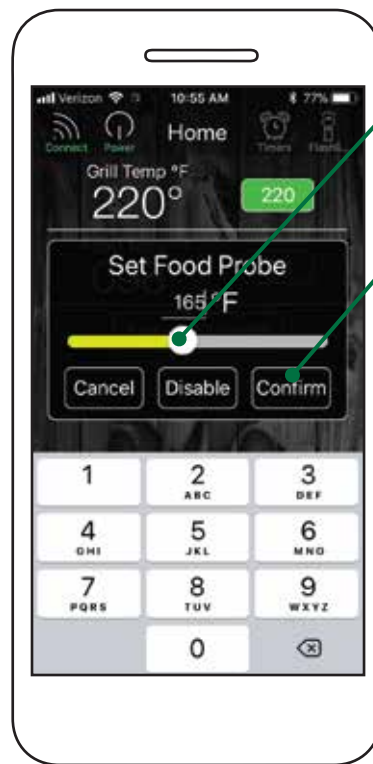 Verizon 10:55 AM 77%
Connect Power Home Timers
Grill Temp °F
220° 220
Set Food Probe
165 °F
Cancel Disable Confirm
1 2 3
ABC DEF
4 5 6
GHI JKL MNO
7 8 9
PQRS TUV WXYZ
0